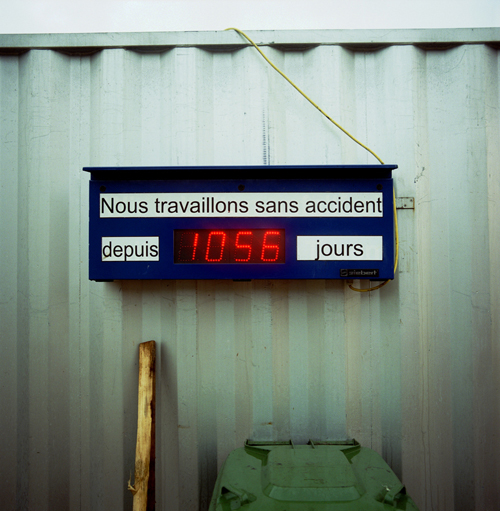 Nous travaillons sans accident
depuis 1056 jours